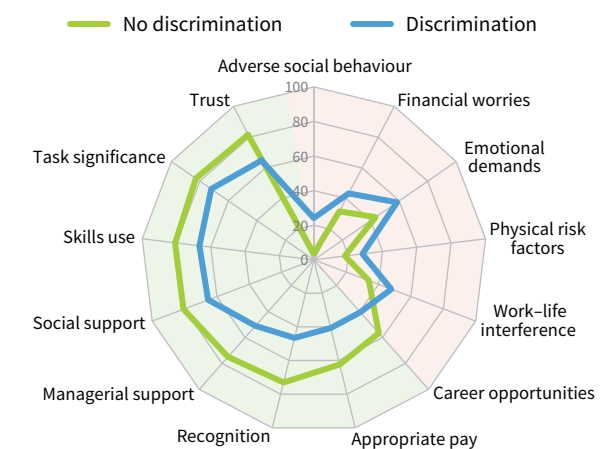 No discrimination
Discrimination
Adverse social behaviour
Financial worries
Emotional
demands
Physical risk
factors
Work–life
interference
Career opportunities
Appropriate pay
Recognition
Managerial support
Social support
Skills use
Task significance
Trust
100
80
60
40
20
0